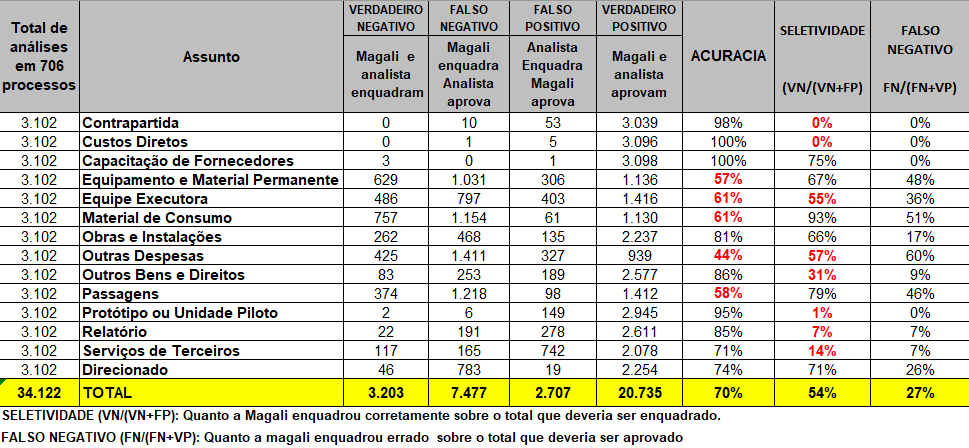 Total de análises em 706 processos | Assunto | VERDADEIRO NEGATIVO | FALSO NEGATIVO | FALSO POSITIVO | VERDADEIRO POSITIVO | ACURACIA | SELETIVIDADE (VN/(VN+FP) | FALSO NEGATIVO FN/(FN+VP)
Magali e analista enquadram | Magali enquadra Analista aprova | Analista Enquadra Magali aprova | Magali e analista aprovam
3.102 Contrapartida 0 10 53 3.039 98% 0% 0%
3.102 Custos Diretos 0 1 5 3.096 100% 0% 0%
3.102 Capacitação de Fornecedores 3 0 1 3.098 100% 75% 0%
3.102 Equipamento e Material Permanente 629 1.031 306 1.136 57% 67% 48%
3.102 Equipe Executora 486 797 403 1.416 61% 55% 36%
3.102 Material de Consumo 757 1.154 61 1.130 61% 93% 51%
3.102 Obras e Instalações 262 468 135 2.237 81% 66% 17%
3.102 Outras Despesas 425 1.411 327 939 44% 57% 60%
3.102 Outros Bens e Direitos 83 253 189 2.577 86% 31% 9%
3.102 Passagens 374 1.218 98 1.412 58% 79% 46%
3.102 Protótipo ou Unidade Piloto 2 6 149 2.945 95% 1% 0%
3.102 Relatório 22 191 278 2.611 85% 7% 7%
3.102 Serviços de Terceiros 117 165 742 2.078 71% 14% 7%
3.102 Direcionado 46 783 19 2.254 74% 71% 26%
34.122 TOTAL 3.203 7.477 2.707 20.735 70% 54% 27%
SELETIVIDADE (VN/(VN+FP): Quanto a Magali enquadrou corretamente sobre o total que deveria ser enquadrado.
FALSO NEGATIVO (FN/(FN+VP): Quanto a magali enquadrou errado sobre o total que deveria ser aprovado